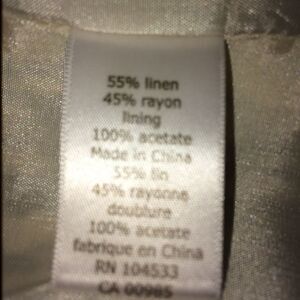 55% linen
45% rayon
lining
100% acetate
Made in China
55% lin
45% rayonne
doublure
100% acetate
fabrique en China
RN 104533
CA 00985